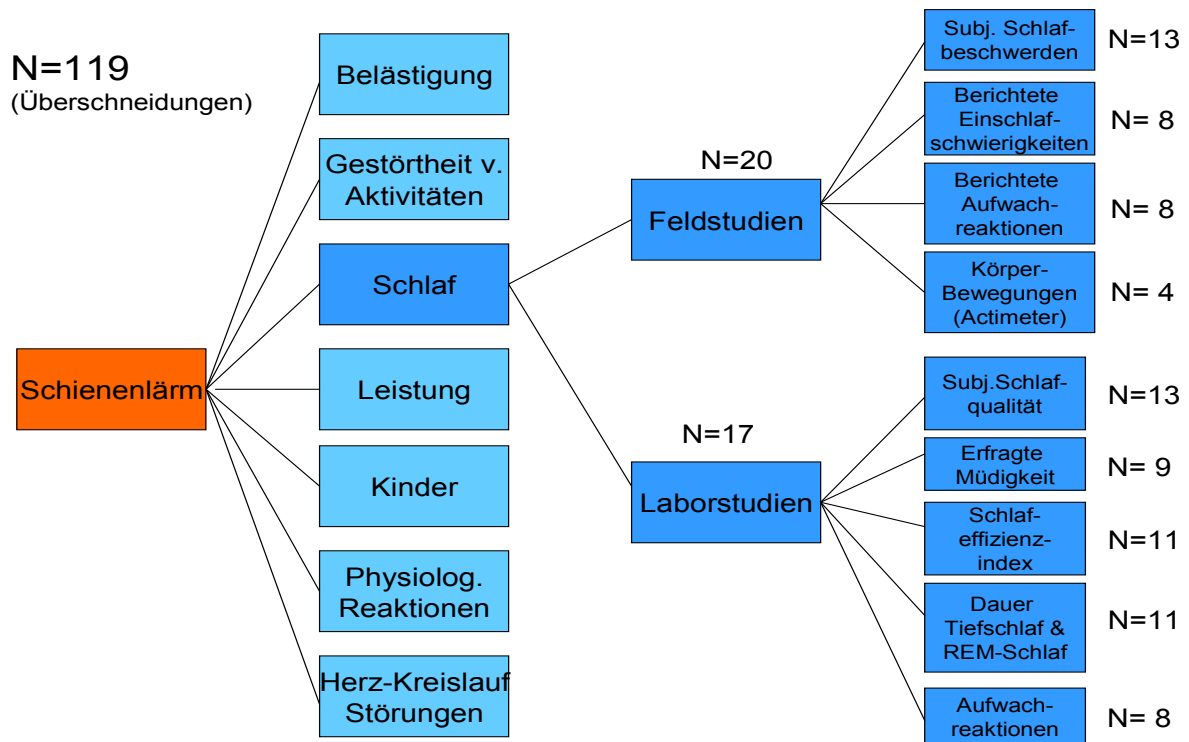 N=119
(Überschneidungen)
Schienenlärm
Belästigung
Gestörtheit v.
Aktivitäten
Schlaf
Leistung
Kinder
Physiolog.
Reaktionen
Herz-Kreislauf
Störungen
N=20
Feldstudien
N=17
Laborstudien
Subj. Schlaf-
beschwerden
N=13
Berichtete
Einschlaf-
schwierigkeiten
N= 8
Berichtete
Aufwach-
reaktionen
N= 8
Körper-
Bewegungen
(Actimeter)
N= 4
Subj.Schlaf-
qualität
N=13
Erfragte
Müdigkeit
N= 9
Schlaf-
effizienz-
index
N=11
Dauer
Tiefschlaf &
REM-Schlaf
N=11
Aufwach-
reaktionen
N= 8